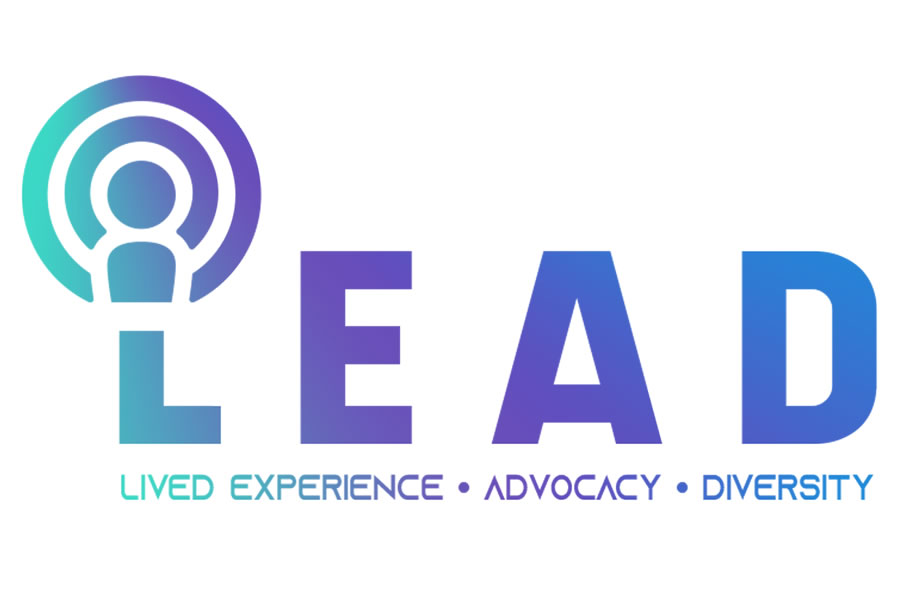 LEAD
LIVED EXPERIENCE • ADVOCACY • DIVERSITY